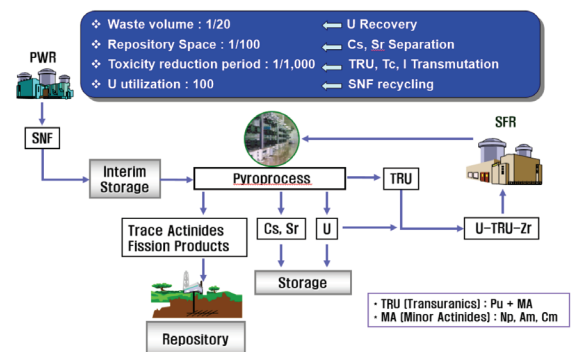 ❖ Waste volume : 1/20 U Recovery
❖ Repository Space : 1/100 Cs, Sr Separation
❖ Toxicity reduction period : 1/1,000 TRU, Tc, I Transmutation
❖ U utilization : 100 SNF recycling
PWR
SFR
SNF
Interim
Storage
Pyroprocess
TRU
Trace Actinides
Fission Products
Cs, Sr
U
U-TRU-Zr
Storage
Repository
· TRU (Transuranics) : Pu + MA
· MA (Minor Actinides) : Np, Am, Cm